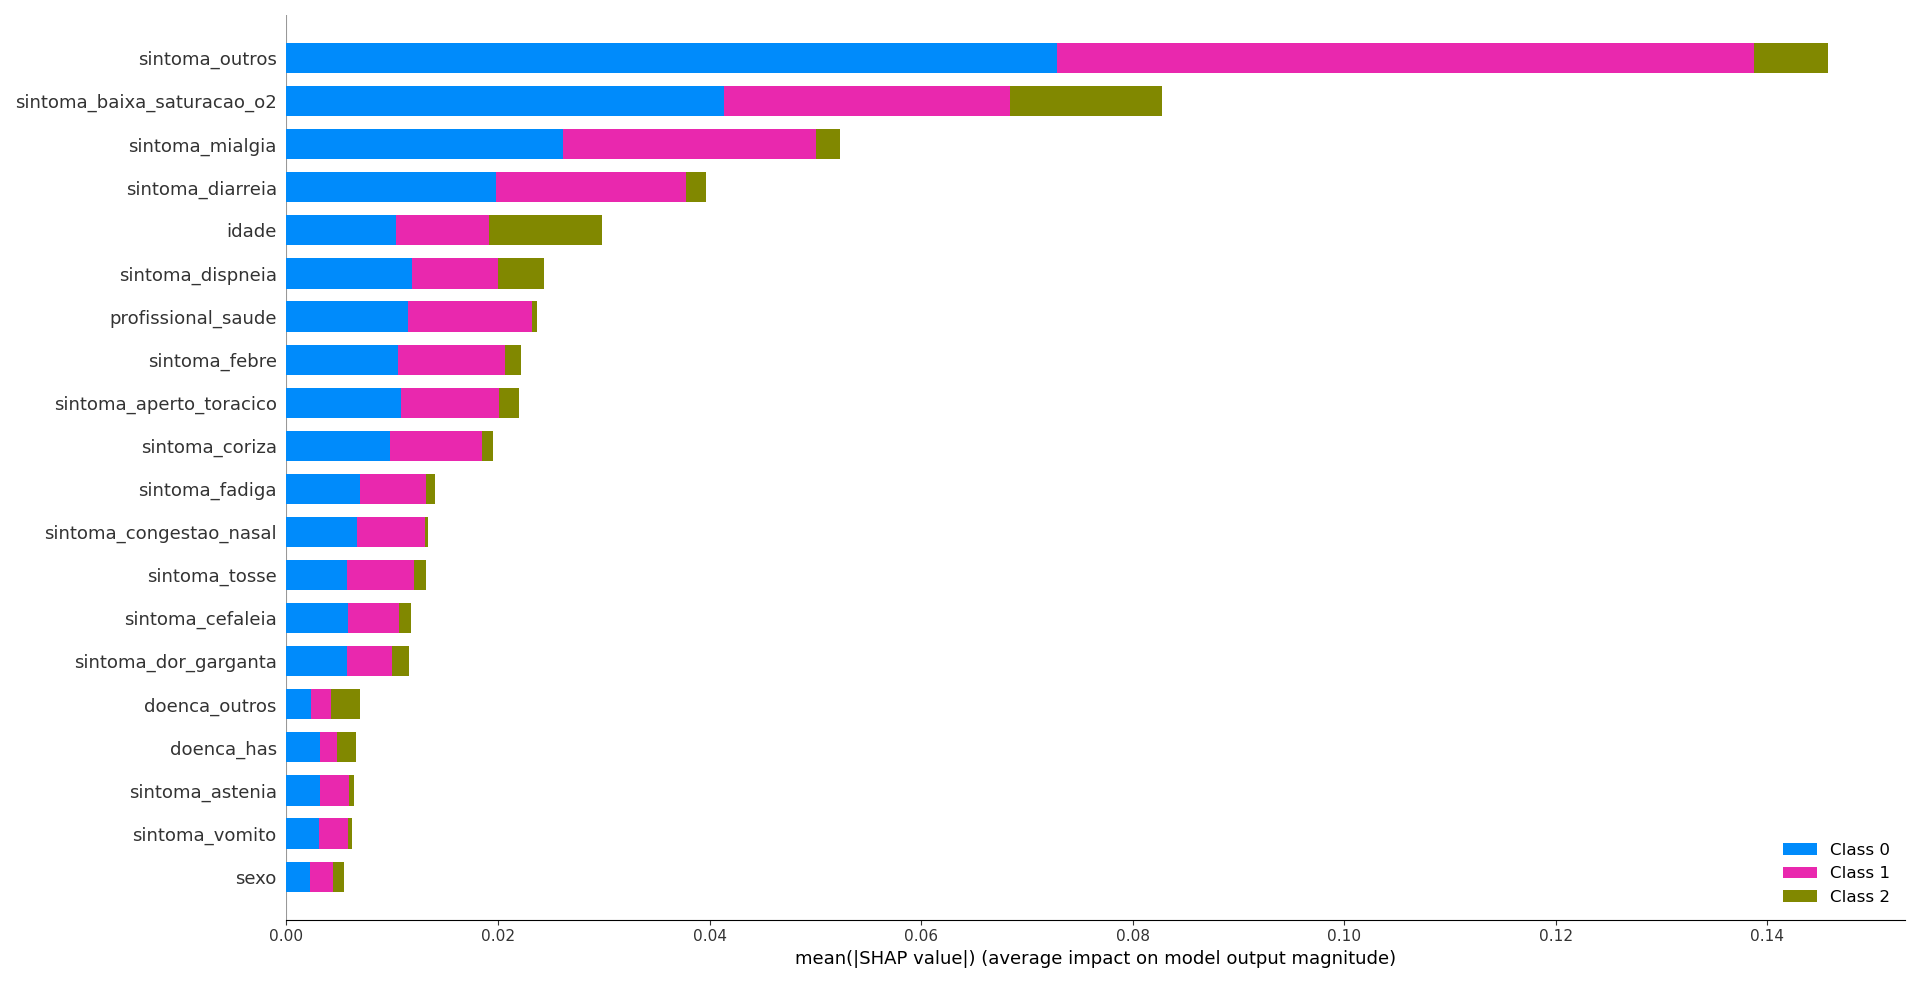 sintoma_outros
sintoma_baixa_saturacao_o2
sintoma_mialgia
sintoma_diarreia
idade
sintoma_dispneia
profissional_saude
sintoma_febre
sintoma_aperto_toracico
sintoma_coriza
sintoma_fadiga
sintoma_congestao_nasal
sintoma_tosse
sintoma_cefaleia
sintoma_dor_garganta
doenca_outros
doenca_has
sintoma_astenia
sintoma_vomito
sexo
Class 0
Class 1
Class 2
0.00 0.02 0.04 0.06 0.08 0.10 0.12 0.14
mean(|SHAP value|) (average impact on model output magnitude)